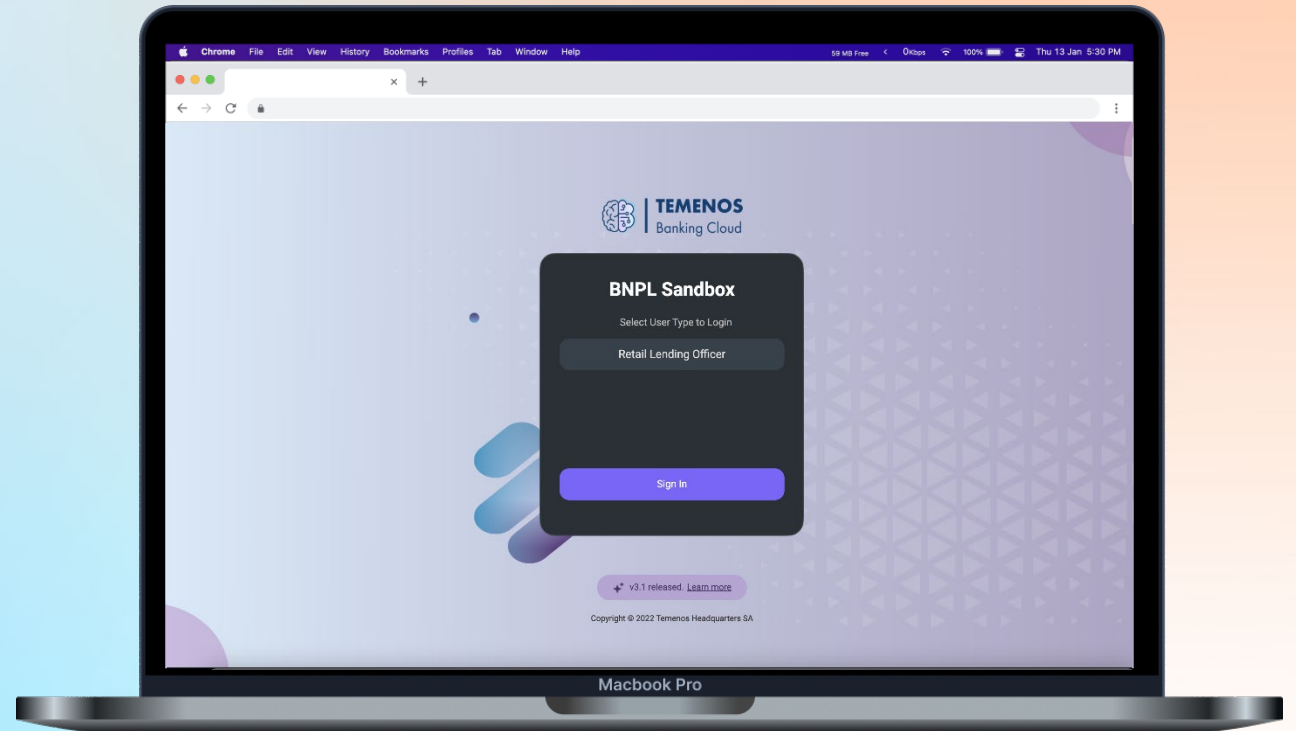 Chrome File Edit View History Bookmarks Profiles Tab Window Help 59 MB Free < 0Kbps 100% Thu 13 Jan 5:30 PM
TEMENOS
Banking Cloud
BNPL Sandbox
Select User Type to Login
Retail Lending Officer
Sign In
v3.1 released. Learn more
Copyright © 2022 Temenos Headquarters SA
Macbook Pro